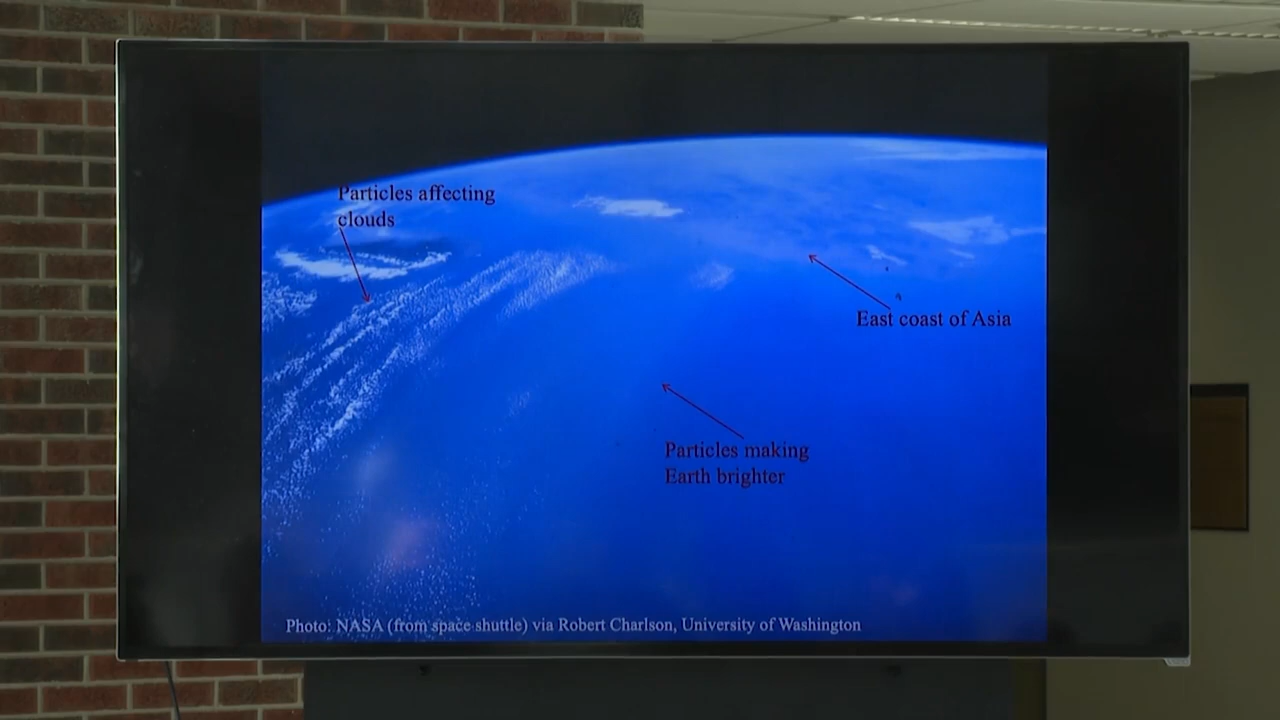 Particles affecting
clouds
East coast of Asia
Particles making
Earth brighter
Photo: NASA (from space shuttle) via Robert Charlson, University of Washington